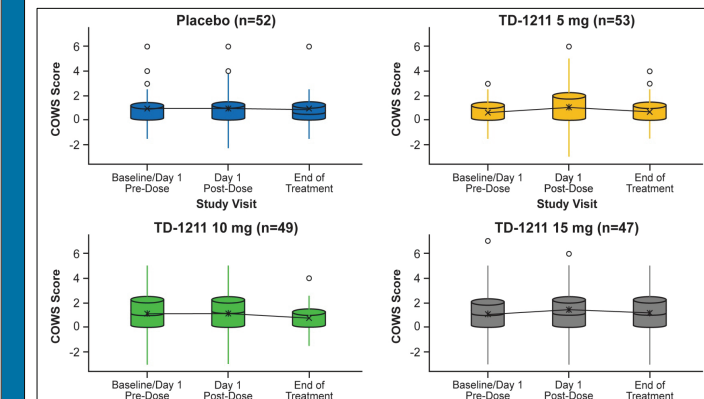 Placebo (n=52)
COWS Score
6
4
2
0
-2
Baseline/Day 1
Pre-Dose
Day 1
Post-Dose
End of
Treatment
Study Visit
TD-1211 5 mg (n=53)
COWS Score
6
4
2
0
-2
Baseline/Day 1
Pre-Dose
Day 1
Post-Dose
End of
Treatment
Study Visit
TD-1211 10 mg (n=49)
COWS Score
6
4
2
0
-2
Baseline/Day 1
Pre-Dose
Day 1
Post-Dose
End of
Treatment
TD-1211 15 mg (n=47)
COWS Score
6
4
2
0
-2
Baseline/Day 1
Pre-Dose
Day 1
Post-Dose
End of
Treatment